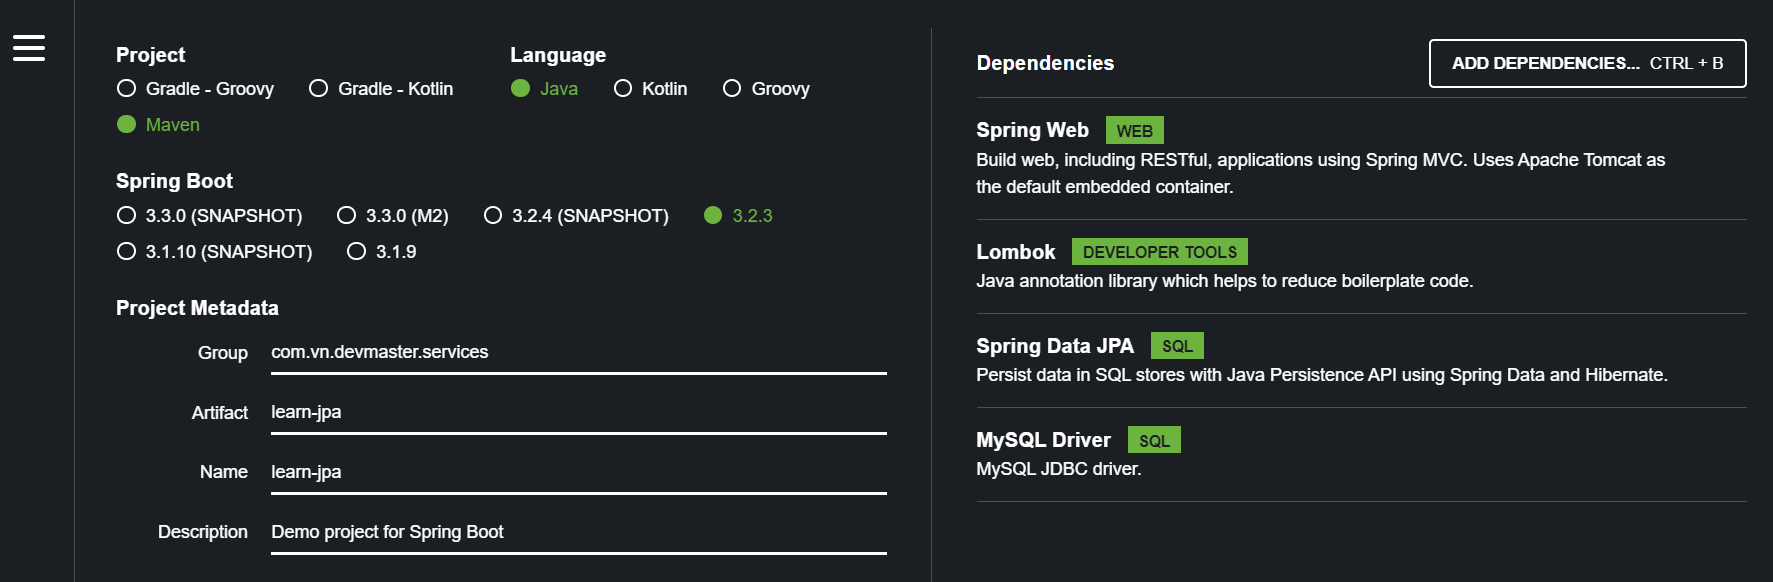 Project
Gradle - Groovy Gradle - Kotlin
Maven
Language
Java Kotlin Groovy
Spring Boot
3.3.0 (SNAPSHOT) 3.3.0 (M2) 3.2.4 (SNAPSHOT) 3.2.3
3.1.10 (SNAPSHOT) 3.1.9
Project Metadata
Group com.vn.devmaster.services
Artifact learn-jpa
Name learn-jpa
Description Demo project for Spring Boot
Dependencies
ADD DEPENDENCIES... CTRL + B
Spring Web WEB
Build web, including RESTful, applications using Spring MVC. Uses Apache Tomcat as
the default embedded container.
Lombok DEVELOPER TOOLS
Java annotation library which helps to reduce boilerplate code.
Spring Data JPA SQL
Persist data in SQL stores with Java Persistence API using Spring Data and Hibernate.
MySQL Driver SQL
MySQL JDBC driver.